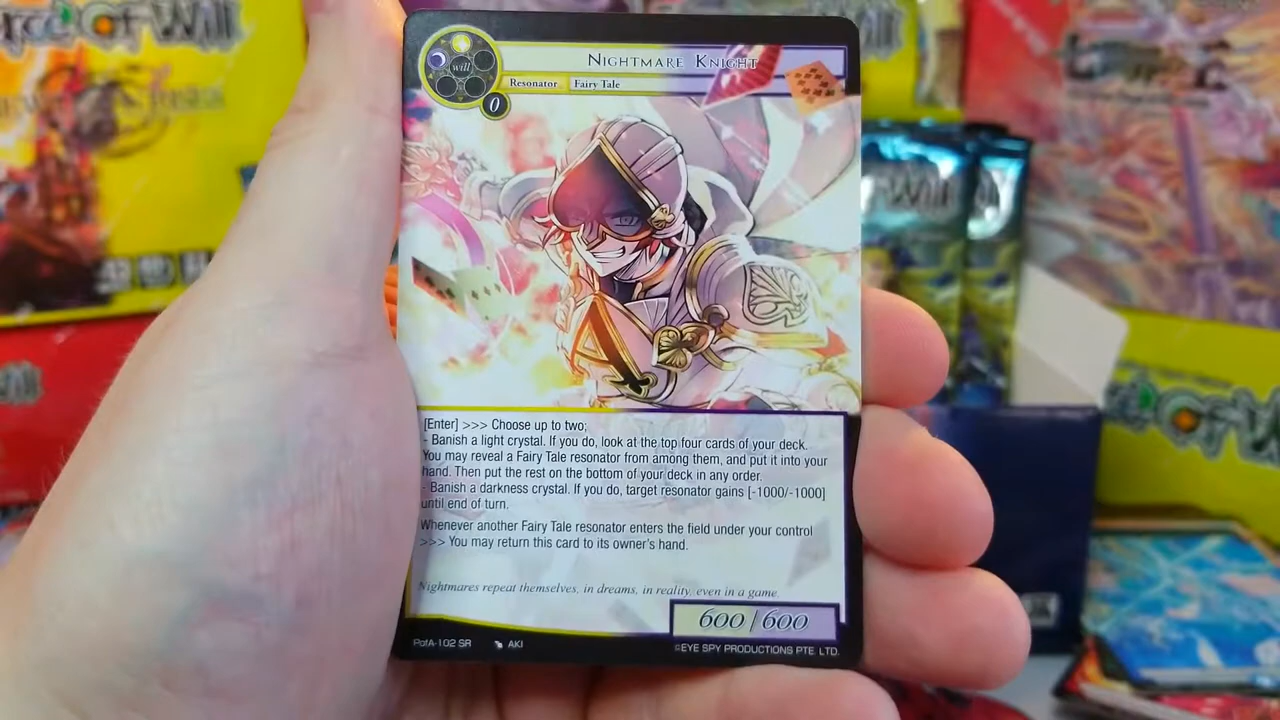 rce Of Will
NIGHTMARE KNIGHT
will
Resonator Fairy Tale
0
[Enter] >>> Choose up to two;
- Banish a light crystal. If you do, look at the top four cards of your deck.
You may reveal a Fairy Tale resonator from among them, and put it into your
hand. Then put the rest on the bottom of your deck in any order.
- Banish a darkness crystal. If you do, target resonator gains [-1000/-1000]
until end of turn.
Whenever another Fairy Tale resonator enters the field under your control
>>> You may return this card to its owner's hand.
Nightmares repeat themselves, in dreams, in reality, even in a game.
600 / 600
PotA-102 SR AKI ©EYE SPY PRODUCTIONS PTE. LTD.
Will
ce Of W